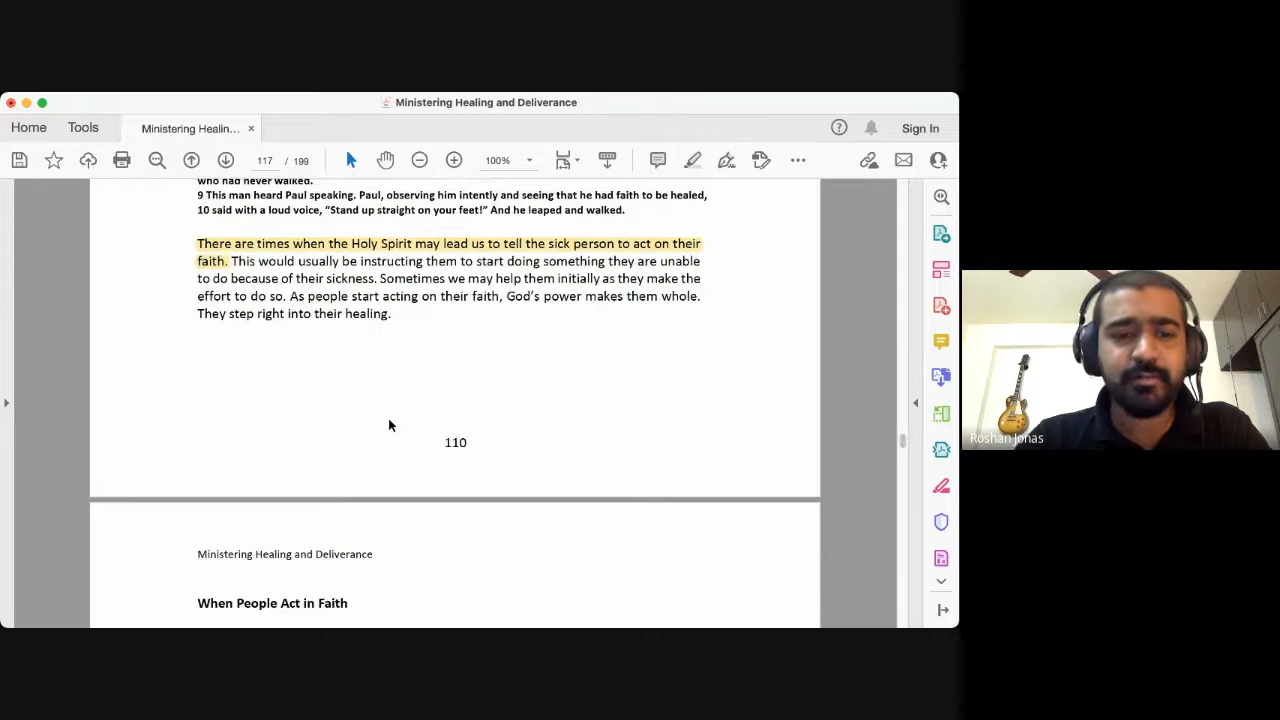 Ministering Healing and Deliverance
Home
Tools
Ministering Healin...
Sign In
117 / 199
100%
who had never walked.
9 This man heard Paul speaking. Paul, observing him intently and seeing that he had faith to be healed,
10 said with a loud voice, “Stand up straight on your feet!” And he leaped and walked.
There are times when the Holy Spirit may lead us to tell the sick person to act on their
faith. This would usually be instructing them to start doing something they are unable
to do because of their sickness. Sometimes we may help them initially as they make the
effort to do so. As people start acting on their faith, God’s power makes them whole.
They step right into their healing.
110
Ministering Healing and Deliverance
When People Act in Faith
Roshan Jonas